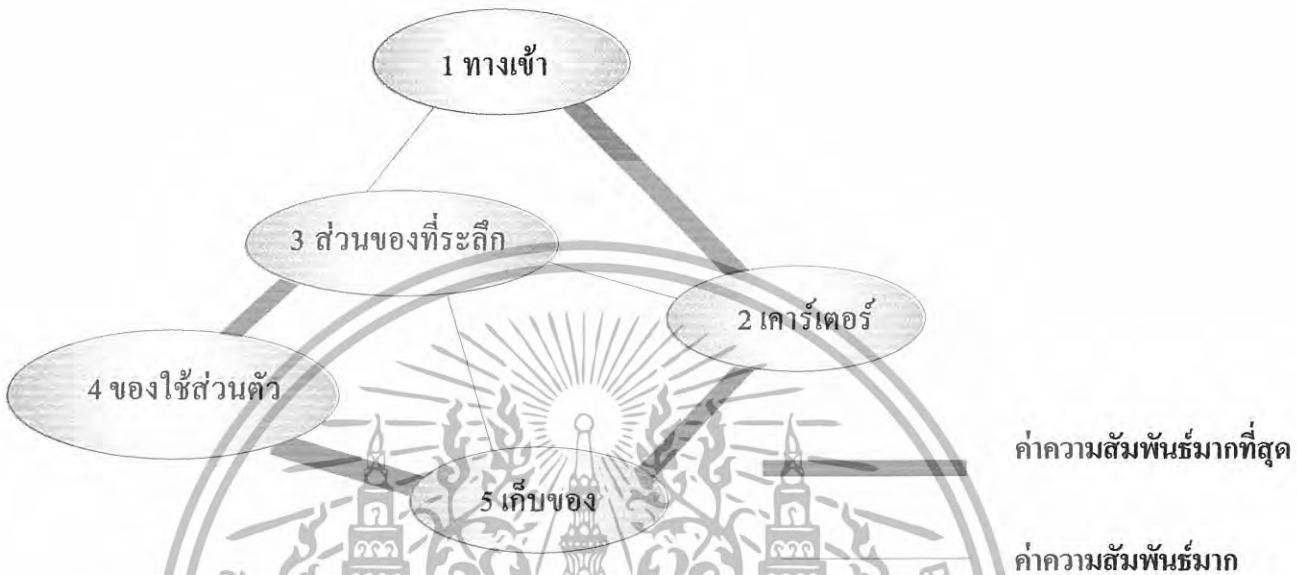 1 ทางเข้า
3 ส่วนของที่ระลึก
2 เคาร์เตอร์
4 ของใช้ส่วนตัว
5 เก็บของ
ค่าความสัมพันธ์มากที่สุด
ค่าความสัมพันธ์มาก